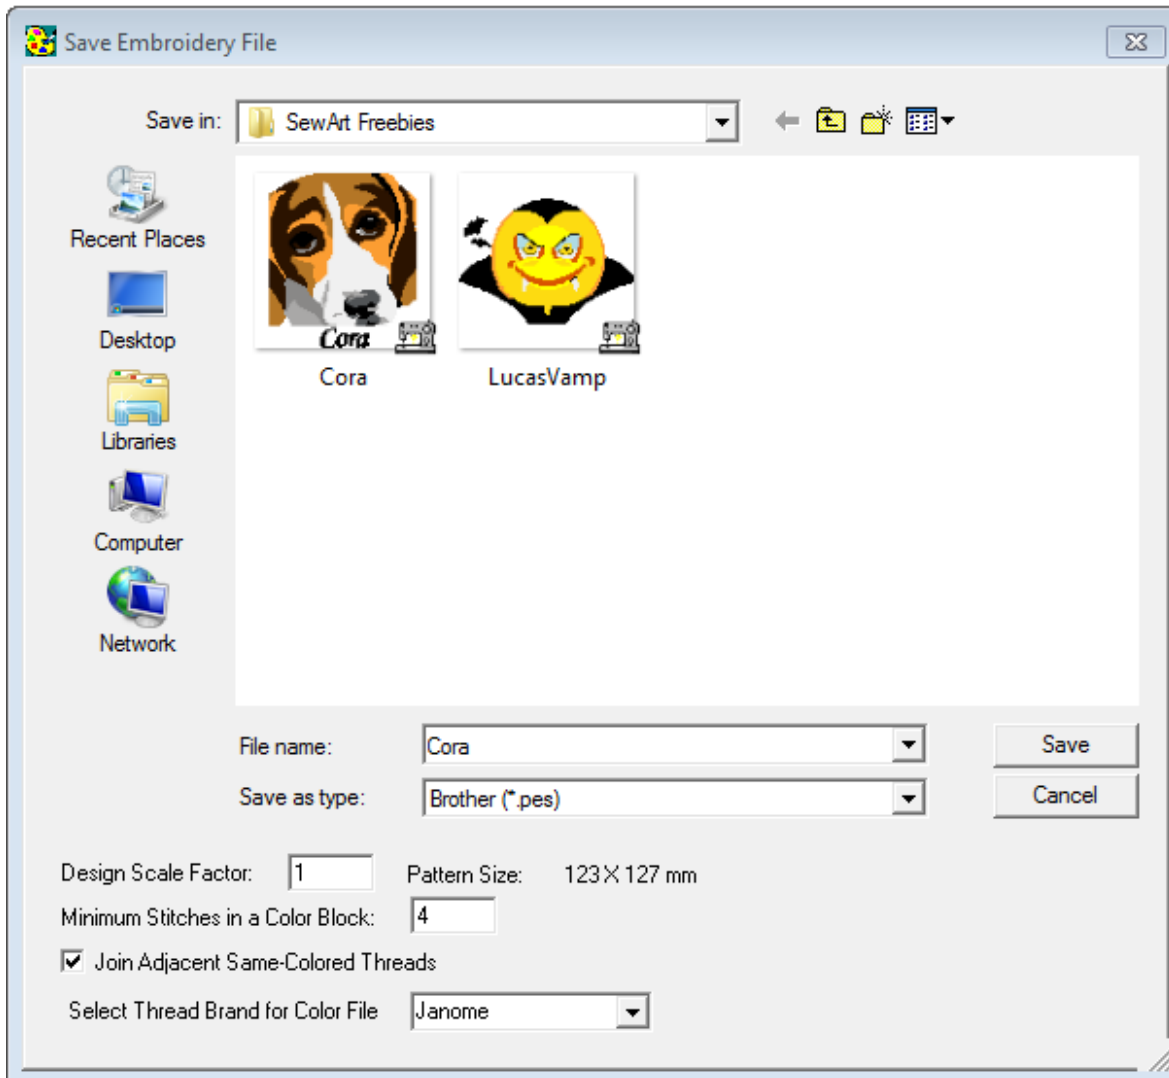 Save Embroidery File
Save in: SewArt Freebies
Recent Places
Desktop
Libraries
Computer
Network
Cora
Cora LucasVamp
File name: Cora Save
Save as type: Brother (*.pes) Cancel
Design Scale Factor: 1 Pattern Size: 123 X 127 mm
Minimum Stitches in a Color Block: 4
Join Adjacent Same-Colored Threads
Select Thread Brand for Color File Janome